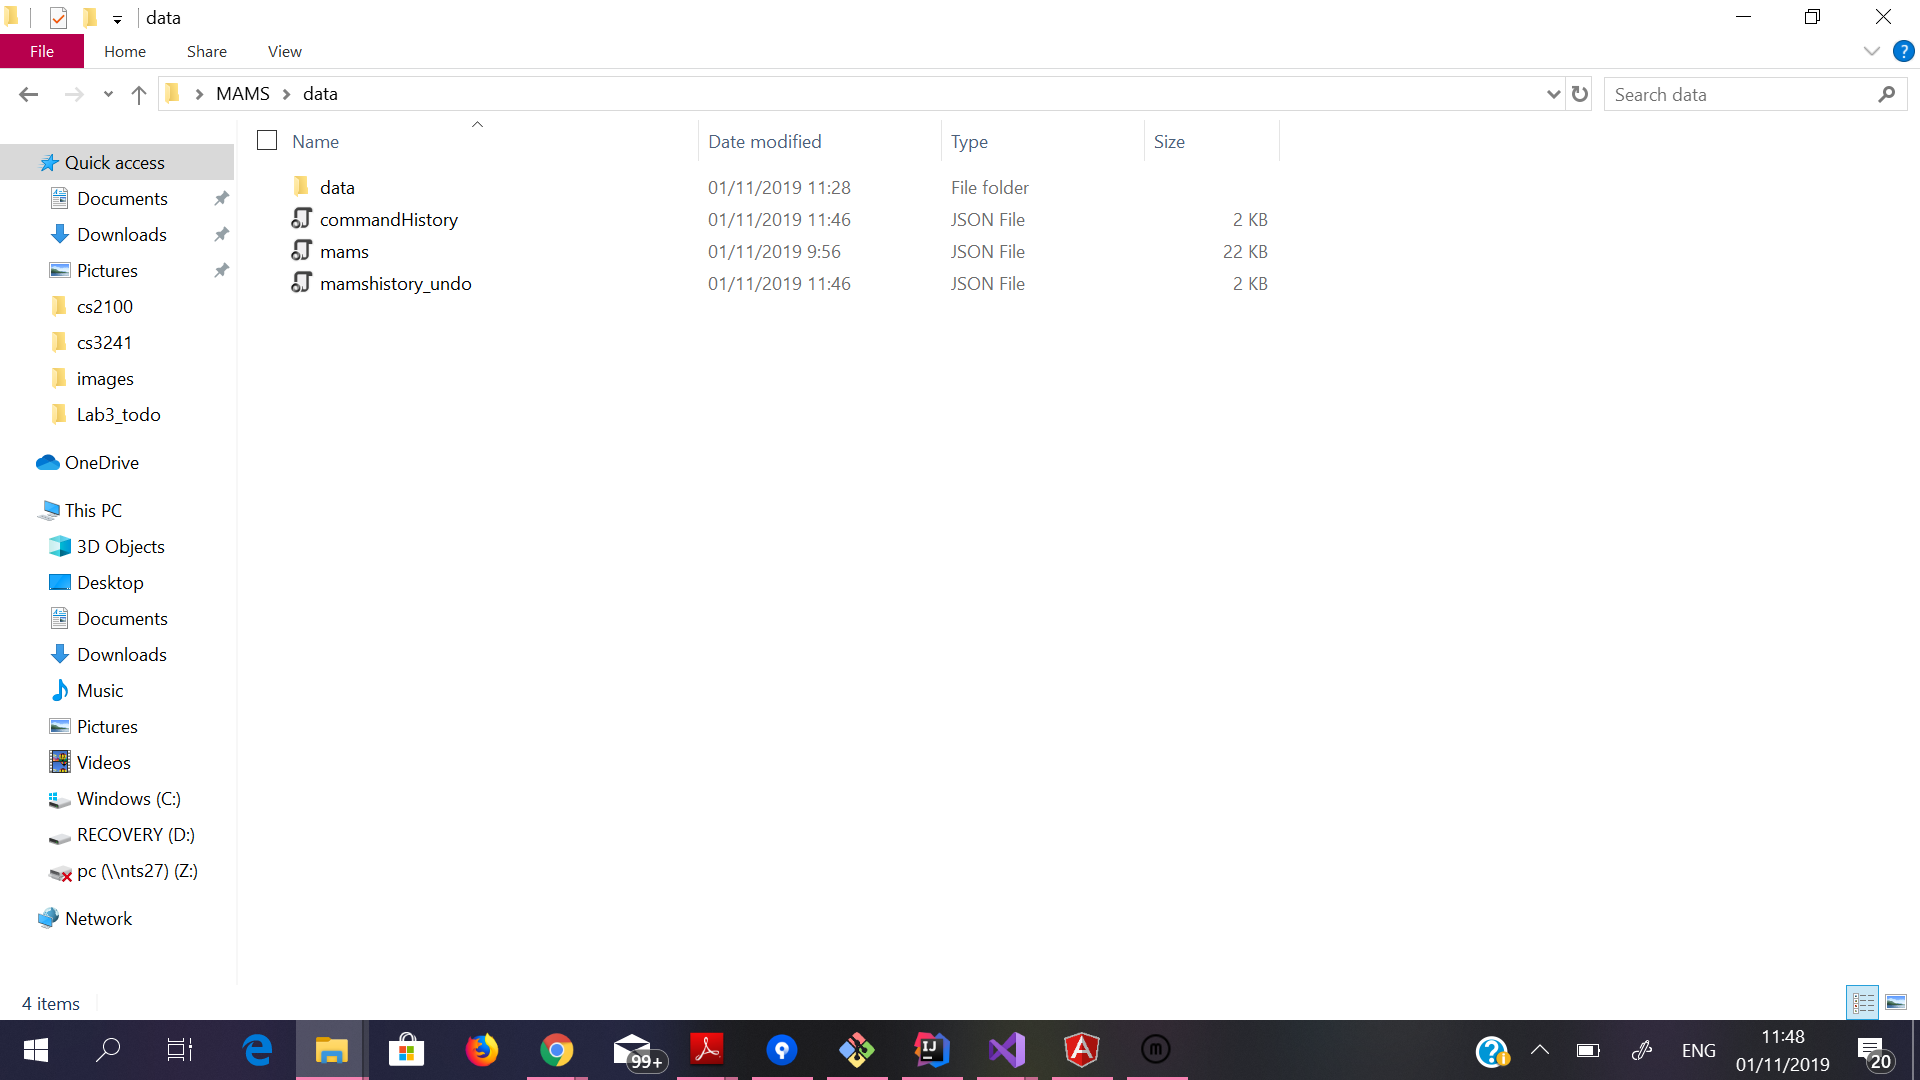 data
File Home Share View
MAMS data
Search data
Name Date modified Type Size
Quick access
Documents
Downloads
Pictures
cs2100
cs3241
images
Lab3_todo
OneDrive
This PC
3D Objects
Desktop
Documents
Downloads
Music
Pictures
Videos
Windows (C:)
RECOVERY (D:)
pc (\\nts27) (Z:)
Network
data 01/11/2019 11:28 File folder
commandHistory 01/11/2019 11:46 JSON File 2 KB
mams 01/11/2019 9:56 JSON File 22 KB
mamshistory_undo 01/11/2019 11:46 JSON File 2 KB
4 items
99+
IJ
m
ENG
11:48
01/11/2019
20